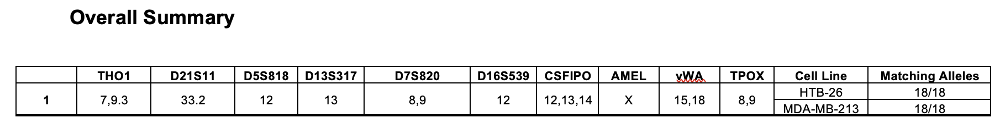 Overall Summary
THO1 D21S11 D5S818 D13S317 D7S820 D16S539 CSFIPO AMEL vWA TPOX Cell Line Matching Alleles
1 7,9.3 33.2 12 13 8,9 12 12,13,14 X 15,18 8,9 HTB-26 18/18
MDA-MB-213 18/18